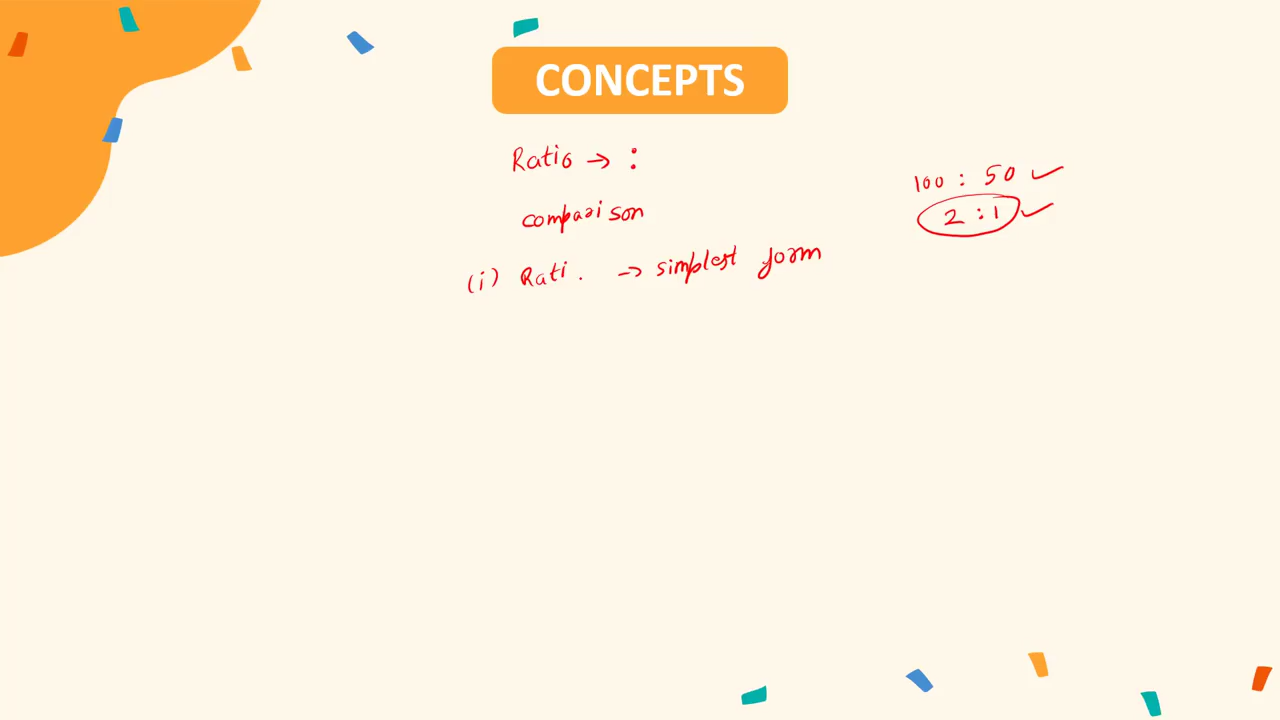 CONCEPTS
Ratio → :
comparison
(i) Rati . → simplest form
100 : 50 ✓
2 : 1 ✓